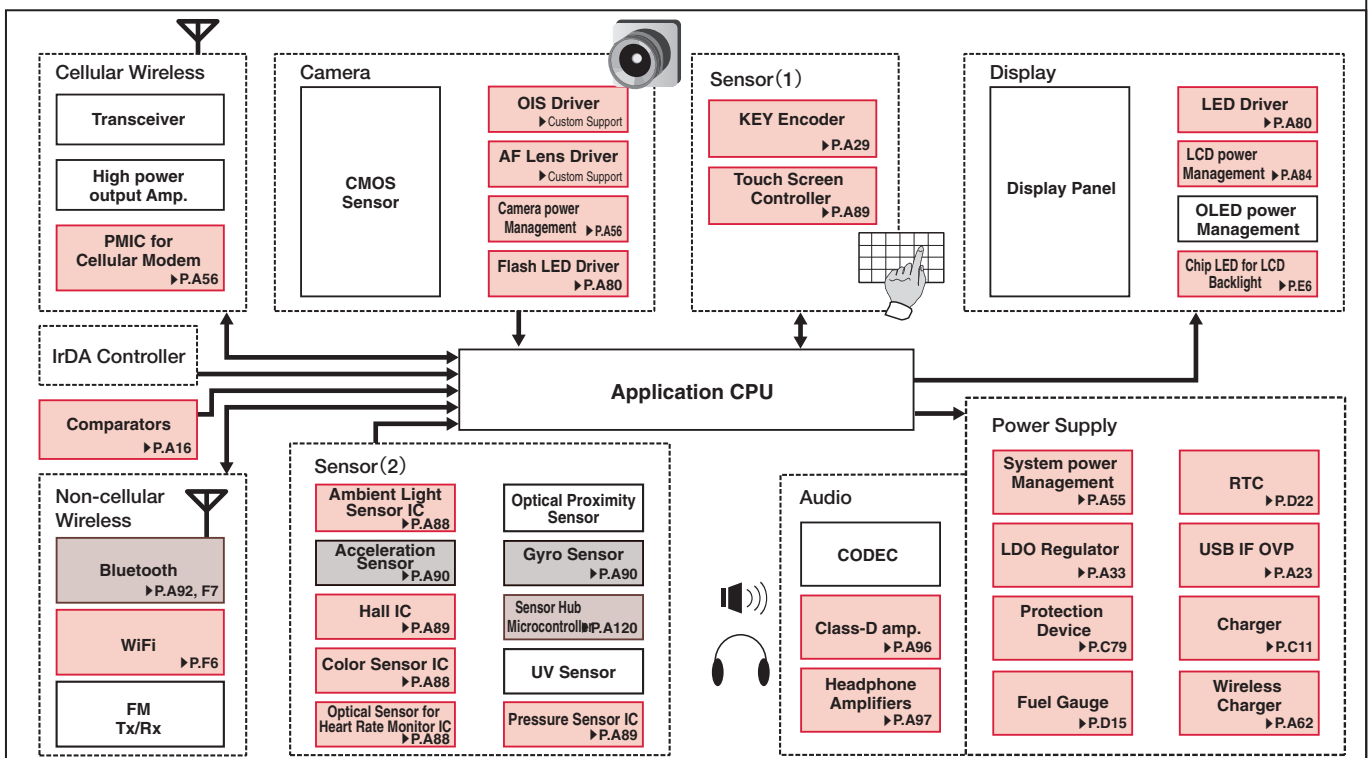 Cellular Wireless
Transceiver
High power
output Amp.
PMIC for
Cellular Modem
▶P.A56
Camera
CMOS
Sensor
OIS Driver
▶Custom Support
AF Lens Driver
▶Custom Support
Camera power
Management ▶P.A56
Flash LED Driver
▶P.A80
Sensor(1)
KEY Encoder
▶P.A29
Touch Screen
Controller
▶P.A89
Display
Display Panel
LED Driver
▶P.A80
LCD power
Management ▶P.A84
OLED power
Management
Chip LED for LCD
Backlight ▶P.E6
IrDA Controller
Comparators
▶P.A16
Application CPU
Non-cellular
Wireless
Bluetooth
▶P.A92, F7
WiFi
▶P.F6
FM
Tx/Rx
Sensor(2)
Ambient Light
Sensor IC
▶P.A88
Acceleration
Sensor
▶P.A90
Hall IC
▶P.A89
Color Sensor IC
▶P.A88
Optical Sensor for
Heart Rate Monitor IC
▶P.A88
Optical Proximity
Sensor
Gyro Sensor
▶P.A90
Sensor Hub
Microcontroller▶P.A120
UV Sensor
Pressure Sensor IC
▶P.A89
Audio
CODEC
Class-D amp.
▶P.A96
Headphone
Amplifiers
▶P.A97
Power Supply
System power
Management
▶P.A55
LDO Regulator
▶P.A33
Protection
Device
▶P.C79
Fuel Gauge
▶P.D15
RTC
▶P.D22
USB IF OVP
▶P.A23
Charger
▶P.C11
Wireless
Charger
▶P.A62